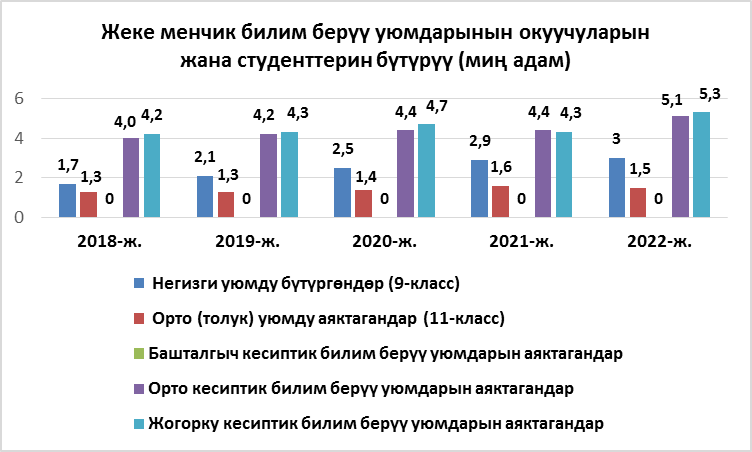 Жеке менчик билим берүү уюмдарынын окуучуларын
жана студенттерин бүтүрүү (миң адам)
6
4
2
0
1,7
1,3
0
4,0
4,2
2,1
1,3
0
4,2
4,3
2,5
1,4
0
4,4
4,7
2,9
1,6
0
4,4
4,3
3
1,5
0
5,1
5,3
2018-ж.
2019-ж.
2020-ж.
2021-ж.
2022-ж.
Негизги уюмду бүтүргөндөр (9-класс)
Орто (толук) уюмду аяктагандар (11-класс)
Башталгыч кесиптик билим берүү уюмдарын аяктагандар
Орто кесиптик билим берүү уюмдарын аяктагандар
Жогорку кесиптик билим берүү уюмдарын аяктагандар